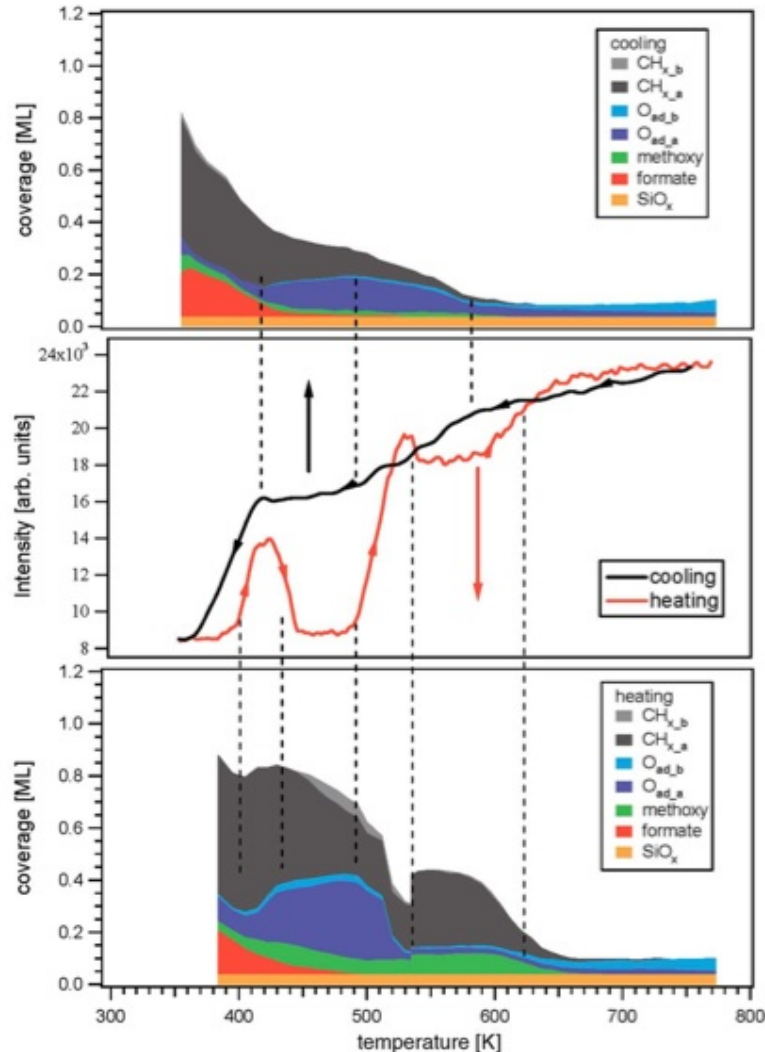 1.2
1.0
0.8
0.6
0.4
0.2
0.0
coverage [ML]
cooling
CHx_b
CHx_a
Oad_b
Oad_a
methoxy
formate
SiOx
24x10³
22
20
18
16
14
12
10
8
Intensity [arb. units]
cooling
heating
1.2
1.0
0.8
0.6
0.4
0.2
0.0
coverage [ML]
heating
CHx_b
CHx_a
Oad_b
Oad_a
methoxy
formate
SiOx
300 400 500 600 700 800
temperature [K]